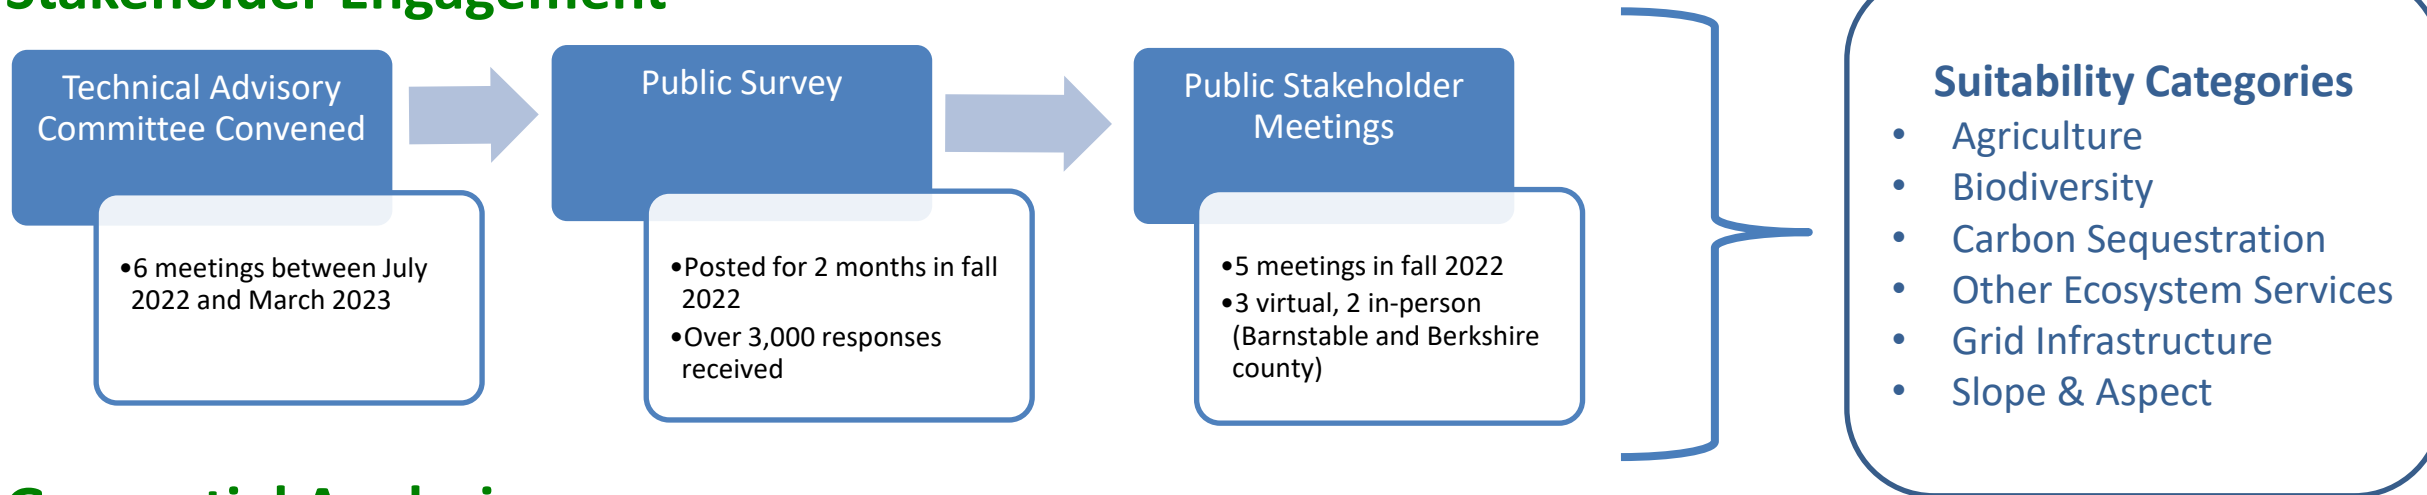 Stakeholder Engagement
Technical Advisory
Committee Convened
•6 meetings between July
2022 and March 2023
Public Survey
•Posted for 2 months in fall
2022
•Over 3,000 responses
received
Public Stakeholder
Meetings
•5 meetings in fall 2022
•3 virtual, 2 in-person
(Barnstable and Berkshire
county)
Suitability Categories
• Agriculture
• Biodiversity
• Carbon Sequestration
• Other Ecosystem Services
• Grid Infrastructure
• Slope & Aspect